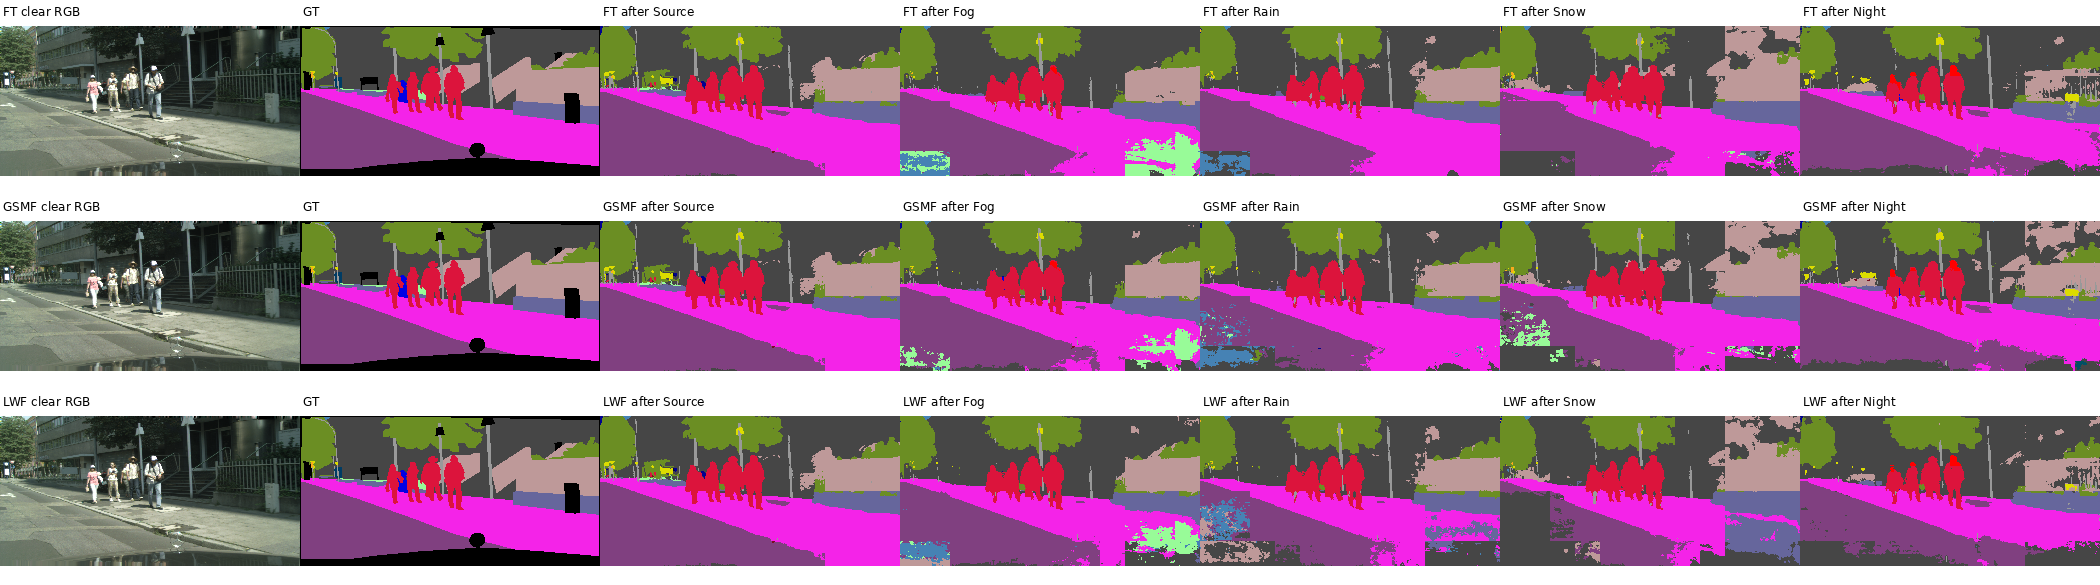 FT clear RGB GT FT after Source FT after Fog FT after Rain FT after Snow FT after Night
GSMF clear RGB GT GSMF after Source GSMF after Fog GSMF after Rain GSMF after Snow GSMF after Night
LWF clear RGB GT LWF after Source LWF after Fog LWF after Rain LWF after Snow LWF after Night